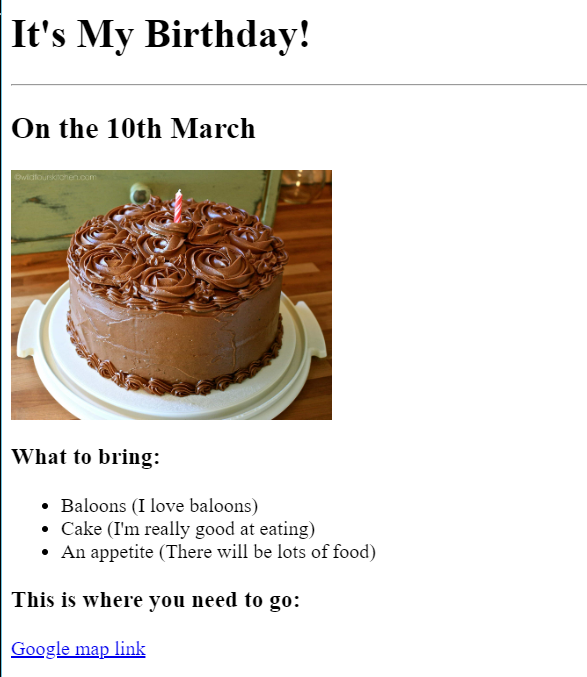 It's My Birthday!
On the 10th March
©wildflourskitchen.com
What to bring:
Baloons (I love baloons)
Cake (I'm really good at eating)
An appetite (There will be lots of food)
This is where you need to go:
Google map link